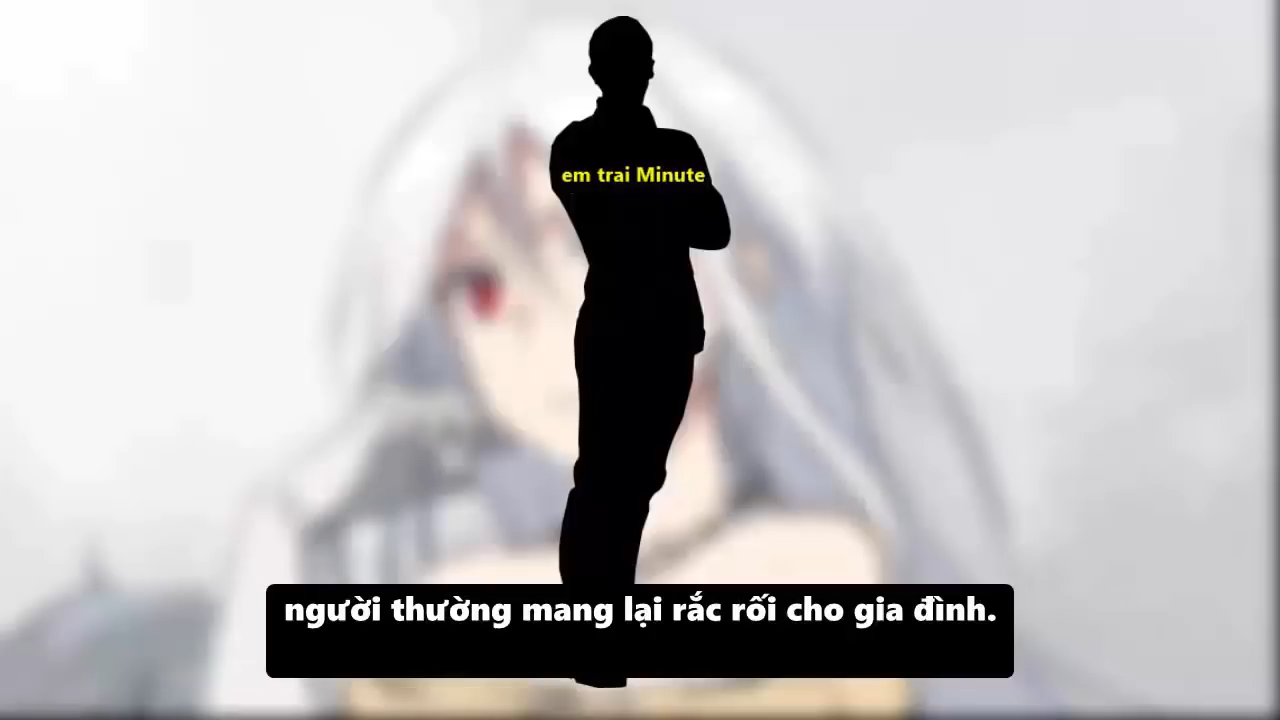 em trai Minute
người thường mang lại rắc rối cho gia đình.